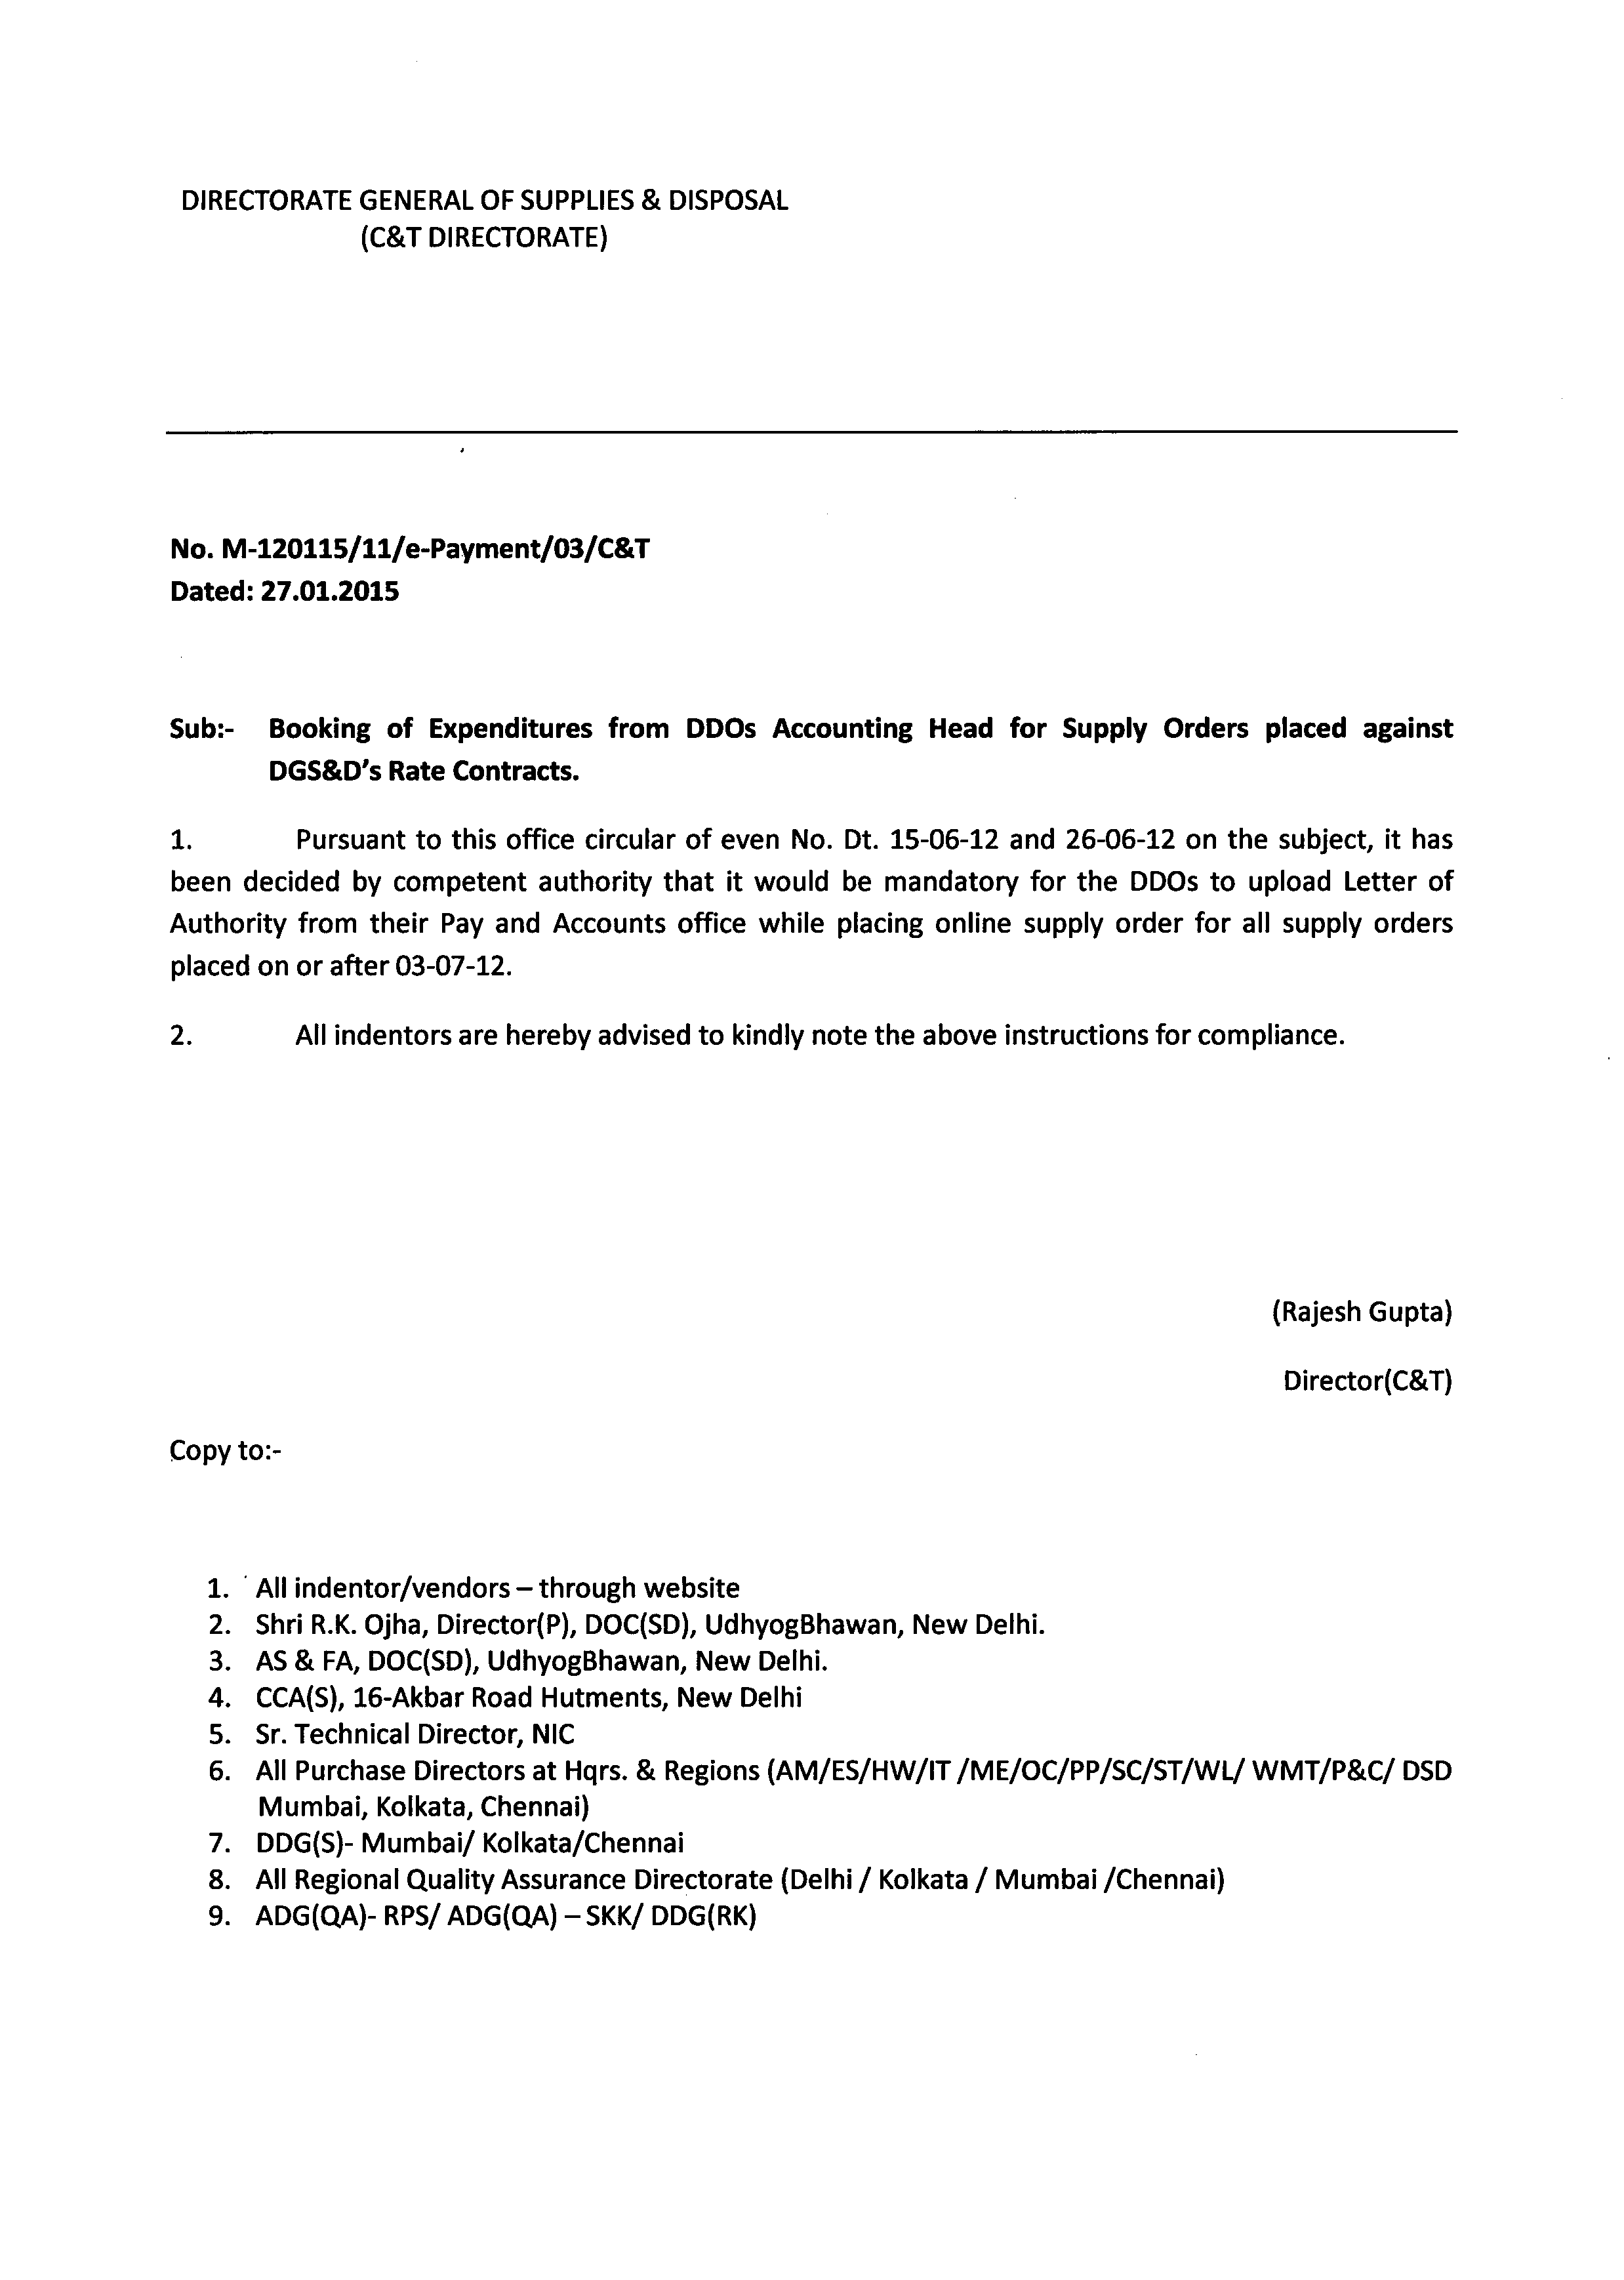 DIRECTORATE GENERAL OF SUPPLIES & DISPOSAL
(C&T DIRECTORATE)
No. M-120115/11/e-Payment/03/C&T
Dated: 27.01.2015
Sub:- Booking of Expenditures from DDOs Accounting Head for Supply Orders placed against
DGS&D's Rate Contracts.
1. Pursuant to this office circular of even No. Dt. 15-06-12 and 26-06-12 on the subject, it has
been decided by competent authority that it would be mandatory for the DDOs to upload Letter of
Authority from their Pay and Accounts office while placing online supply order for all supply orders
placed on or after 03-07-12.
2. All indentors are hereby advised to kindly note the above instructions for compliance.
(Rajesh Gupta)
Director(C&T)
Copy to:-
1. All indentor/vendors – through website
2. Shri R.K. Ojha, Director(P), DOC(SD), UdhyogBhawan, New Delhi.
3. AS & FA, DOC(SD), UdhyogBhawan, New Delhi.
4. CCA(S), 16-Akbar Road Hutments, New Delhi
5. Sr. Technical Director, NIC
6. All Purchase Directors at Hqrs. & Regions (AM/ES/HW/IT /ME/OC/PP/SC/ST/WL/ WMT/P&C/ DSD
Mumbai, Kolkata, Chennai)
7. DDG(S)- Mumbai/ Kolkata/Chennai
8. All Regional Quality Assurance Directorate (Delhi / Kolkata / Mumbai /Chennai)
9. ADG(QA)- RPS/ ADG(QA) – SKK/ DDG(RK)